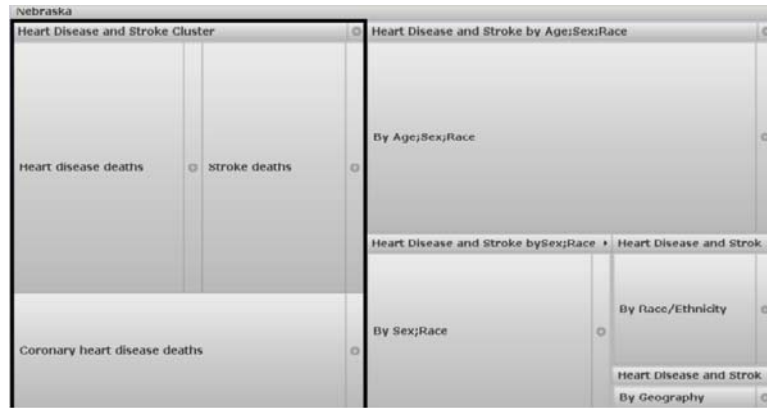 Nebraska
Heart Disease and Stroke Cluster
Heart disease deaths
Stroke deaths
Coronary heart disease deaths
Heart Disease and Stroke by Age;Sex;Race
By Age;Sex;Race
Heart Disease and Stroke bySex;Race
By Sex;Race
Heart Disease and Strok
By Race/Ethnicity
Heart Disease and Strok
By Geography